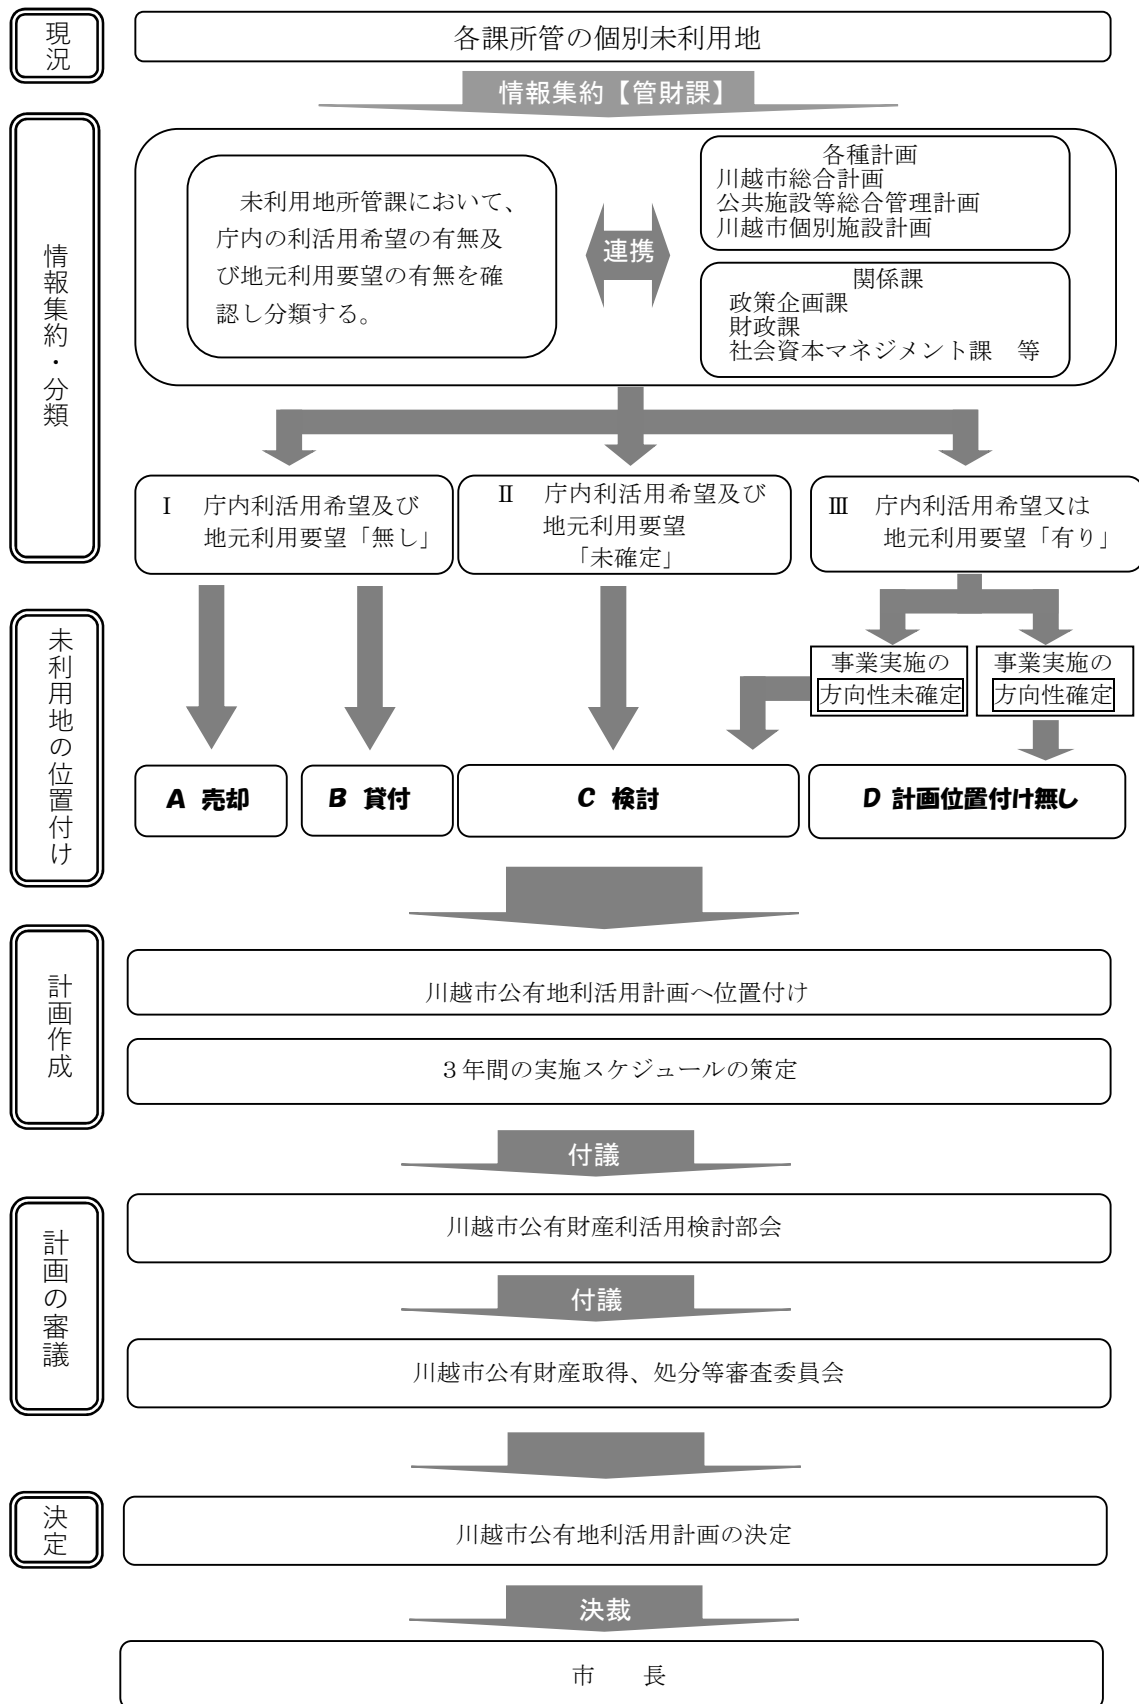 現況
各課所管の個別未利用地
情報集約【管財課】
情報集約・分類
未利用地所管課において、
庁内の利活用希望の有無及
び地元利用要望の有無を確
認し分類する。
連携
各種計画
川越市総合計画
公共施設等総合管理計画
川越市個別施設計画
関係課
政策企画課
財政課
社会資本マネジメント課　等
Ⅰ　庁内利活用希望及び
地元利用要望「無し」
Ⅱ　庁内利活用希望及び
地元利用要望
「未確定」
Ⅲ　庁内利活用希望又は
地元利用要望「有り」
未利用地の位置付け
事業実施の
方向性未確定
事業実施の
方向性確定
A 売却
B 貸付
C 検討
D 計画位置付け無し
計画作成
川越市公有地利活用計画へ位置付け
３年間の実施スケジュールの策定
付議
計画の審議
川越市公有財産利活用検討部会
付議
川越市公有財産取得、処分等審査委員会
決定
川越市公有地利活用計画の決定
決裁
市　　長